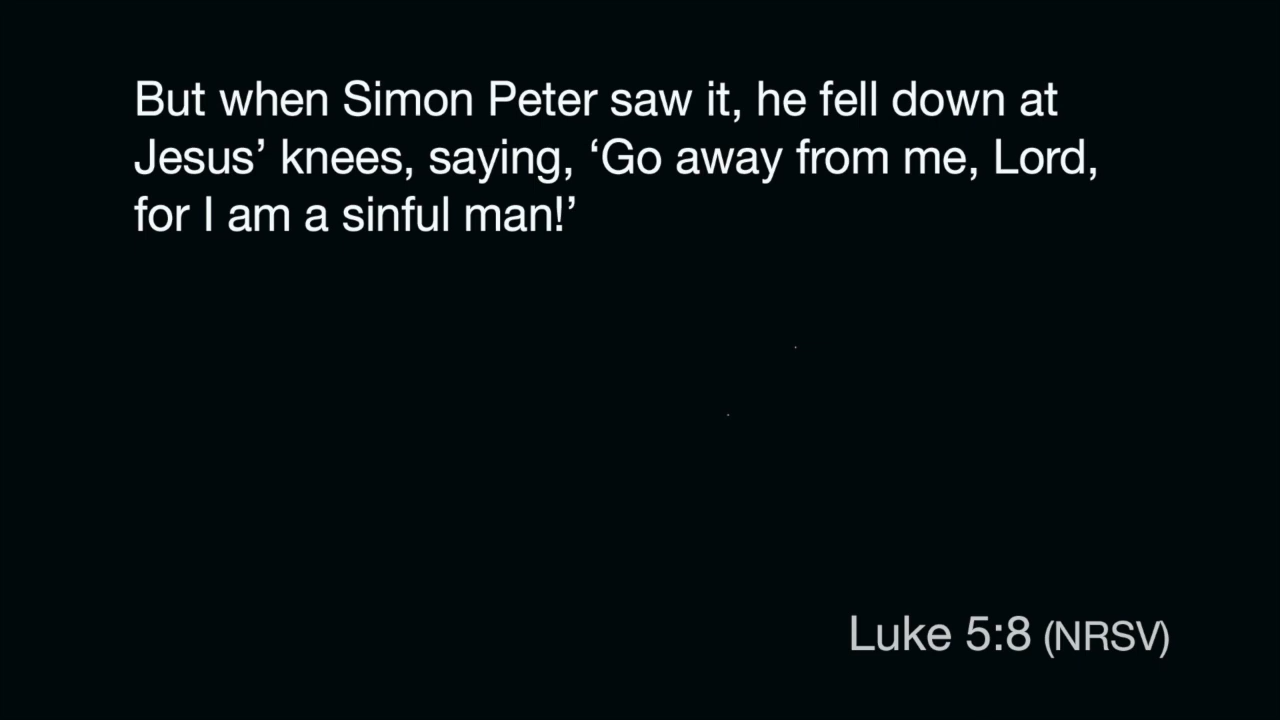 But when Simon Peter saw it, he fell down at
Jesus’ knees, saying, ‘Go away from me, Lord,
for I am a sinful man!’
Luke 5:8 (NRSV)